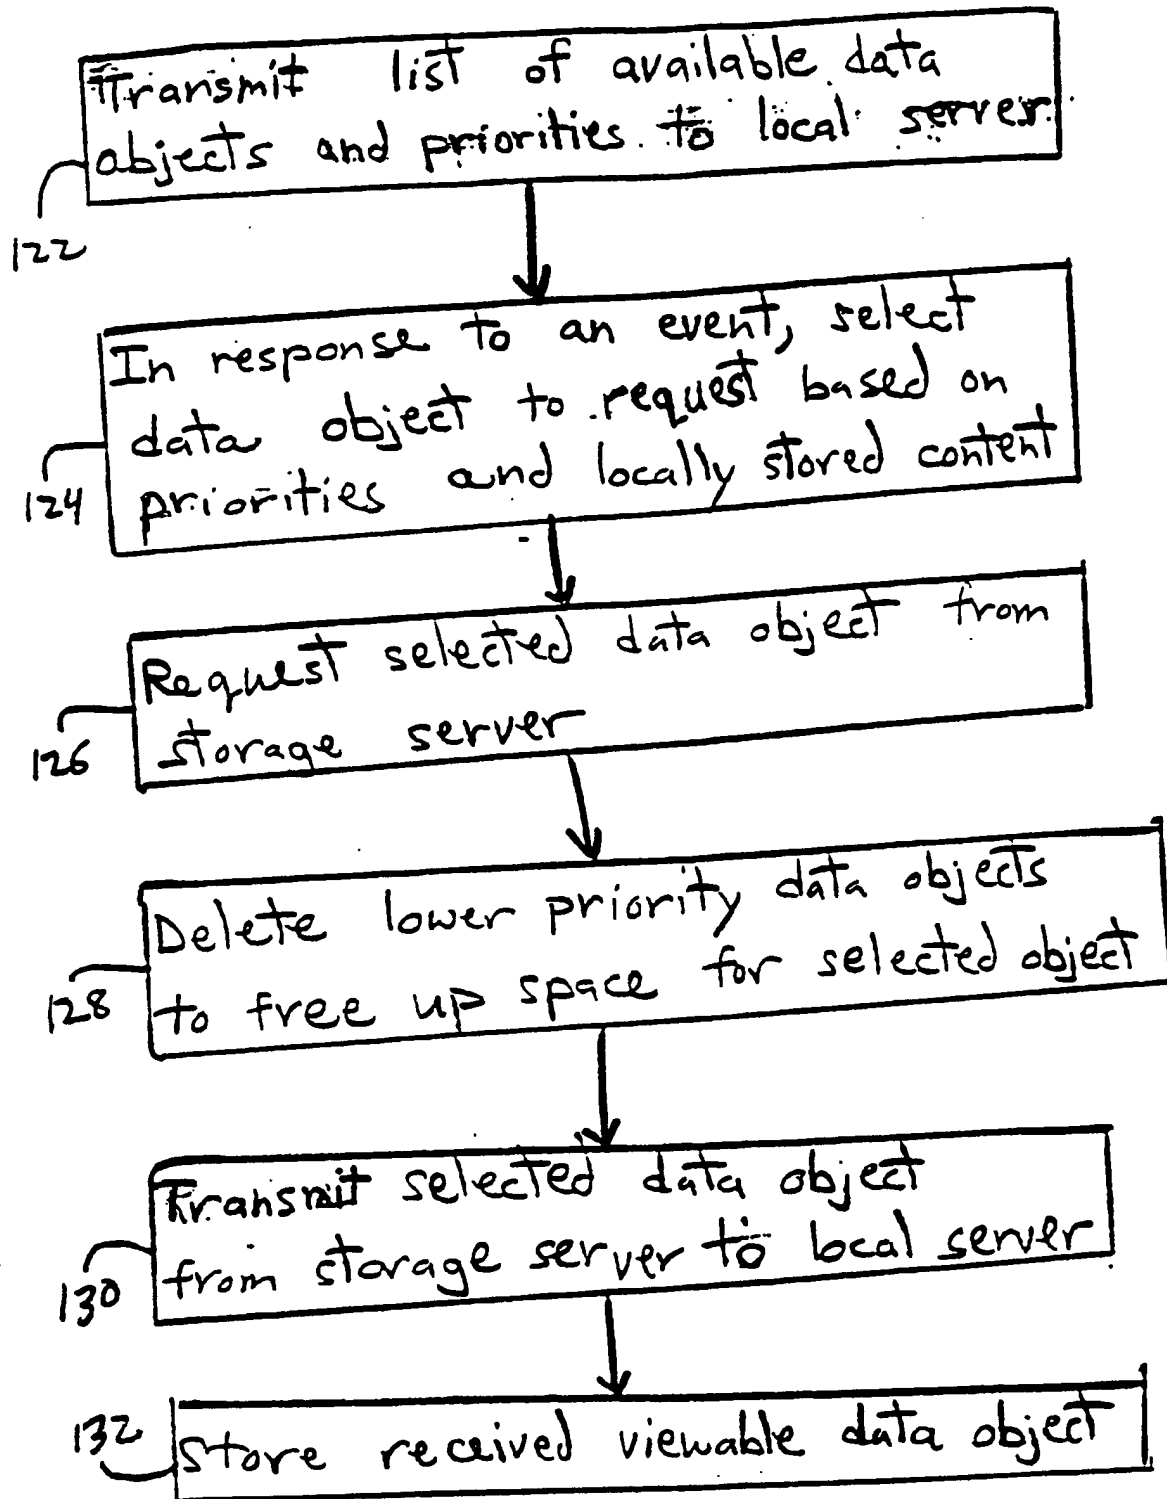 Transmit list of available data
objects and priorities to local server
122
In response to an event, select
data object to request based on
priorities and locally stored content
124
Request selected data object from
storage server
126
Delete lower priority data objects
to free up space for selected object
128
Transmit selected data object
from storage server to local server
130
132
Store received viewable data object